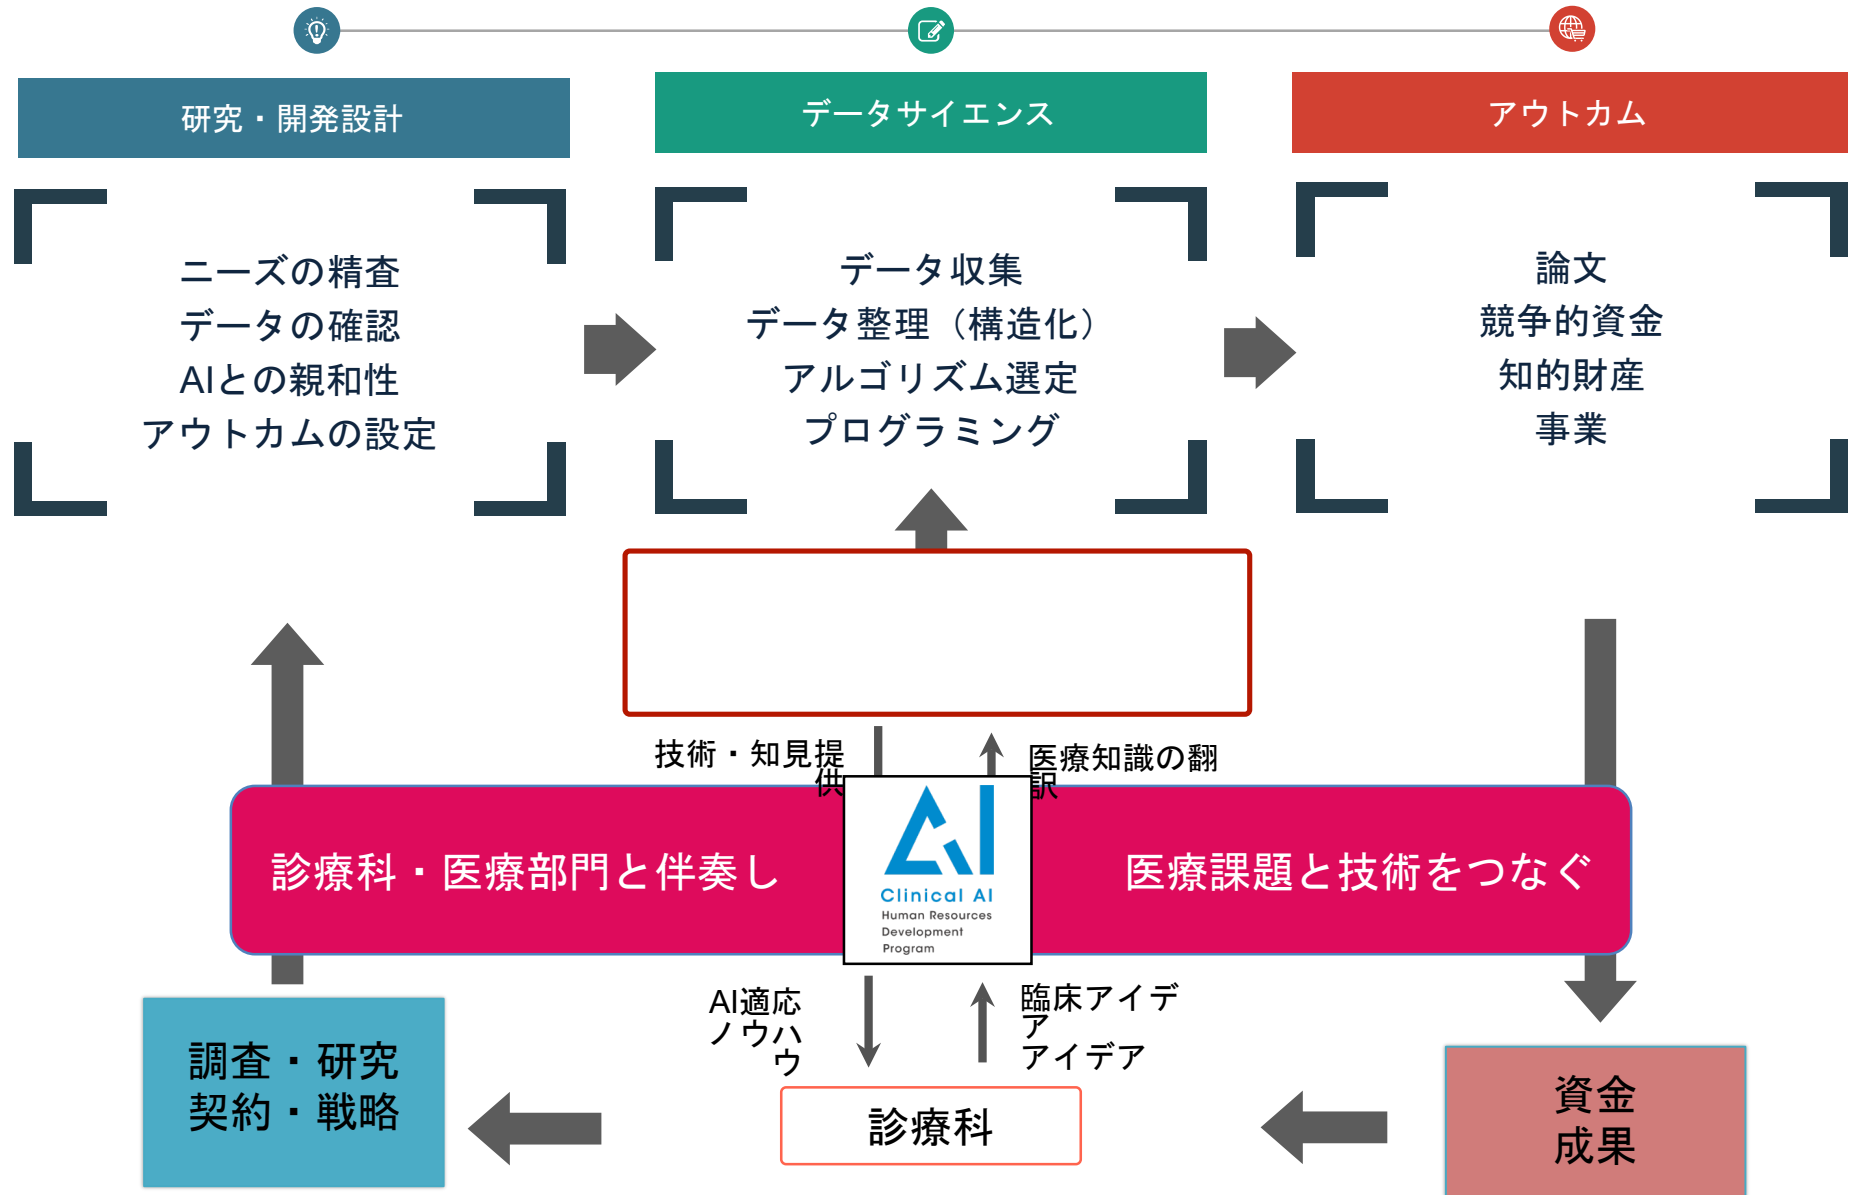 研究・開発設計
データサイエンス
アウトカム
ニーズの精査
データの確認
AIとの親和性
アウトカムの設定
データ収集
データ整理（構造化）
アルゴリズム選定
プログラミング
論文
競争的資金
知的財産
事業
技術・知見提
供
医療知識の翻
訳
診療科・医療部門と伴奏し
AI
Clinical AI
Human Resources
Development
Program
医療課題と技術をつなぐ
AI適応
ノウハ
ウ
臨床アイデ
ア
アイデア
調査・研究
契約・戦略
診療科
資金
成果